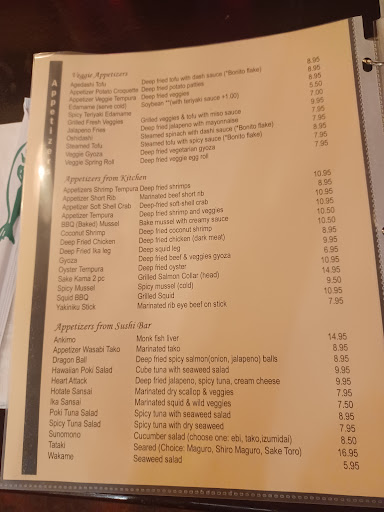 Appetizers
Veggie Appetizers
Agedashi Tofu Deep fried tofu with dash sauce (*Bonito flake) 8.95
Appetizer Potato Croquette Deep fried potato patties 8.95
Appetizer Veggie Tempura Deep fried veggies 5.50
Edamame (serve cold) Soybean **(with teriyaki sauce +1.00) 7.00
Spicy Teriyaki Edamame 9.95
Grilled Fresh Veggies Grilled veggies & tofu with miso sauce 7.95
Jalapeno Fries Deep fried jalapeno with mayonnaise
Oshidashi Steamed spinach with dashi sauce (*Bonito flake)
Steamed Tofu Steamed tofu with spicy sauce (*Bonito flake)
Veggie Gyoza Deep fried vegetarian gyoza 7.95
Veggie Spring Roll Deep fried veggie egg roll
Appetizers from Kitchen
Appetizers Shrimp Tempura Deep fried shrimps 10.95
Appetizer Short Rib Marinated beef short rib 8.95
Appetizer Soft Shell Crab Deep-fried soft shell crab 10.95
Appetizer Tempura Deep fried shrimp and veggies 8.95
BBQ (Baked) Mussel Bake mussel with creamy sauce 10.50
Coconut Shrimp Deep fried coconut shrimp 10.50
Deep Fried Chicken Deep fried chicken (dark meat) 8.95
Deep Fried Ika leg Deep squid leg 9.95
Gyoza Deep fried beef & veggies gyoza 6.95
Oyster Tempura Deep fried oyster 10.95
Sake Kama 2 pc Grilled Salmon Collar (head) 14.95
Spicy Mussel Spicy mussel (cold) 9.50
Squid BBQ Grilled Squid 10.95
Yakiniku Stick Marinated rib eye beef on stick 7.95
Appetizers from Sushi Bar
Ankimo Monk fish liver 14.95
Appetizer Wasabi Tako Marinated tako 8.95
Dragon Ball Deep fried spicy salmon(onion, jalapeno) balls 8.95
Hawaiian Poki Salad Cube tuna with seaweed salad 9.95
Heart Attack Deep fried jalapeno, spicy tuna, cream cheese 9.95
Hotate Sansai Marinated dry scallop & veggies 7.95
Ika Sansai Marinated squid & wild veggies 7.50
Poki Tuna Salad Spicy tuna with seaweed salad 8.95
Spicy Tuna Salad Spicy tuna with dry seaweed 7.95
Sunomono Cucumber salad (choose one: ebi, tako,izumidai) 8.50
Tataki Seared (Choice: Maguro, Shiro Maguro, Sake Toro) 16.95
Wakame Seaweed salad 5.95